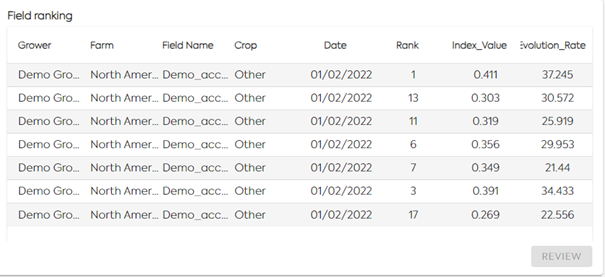 Field ranking
Grower Farm Field Name Crop Date Rank Index_Value Evolution_Rate
Demo Gro... North Amer... Demo_acc... Other 01/02/2022 1 0.411 37.245
Demo Gro... North Amer... Demo_acc... Other 01/02/2022 13 0.303 30.572
Demo Gro... North Amer... Demo_acc... Other 01/02/2022 11 0.319 25.919
Demo Gro... North Amer... Demo_acc... Other 01/02/2022 6 0.356 29.953
Demo Gro... North Amer... Demo_acc... Other 01/02/2022 7 0.349 21.44
Demo Gro... North Amer... Demo_acc... Other 01/02/2022 3 0.391 34.433
Demo Gro... North Amer... Demo_acc... Other 01/02/2022 17 0.269 22.556
REVIEW